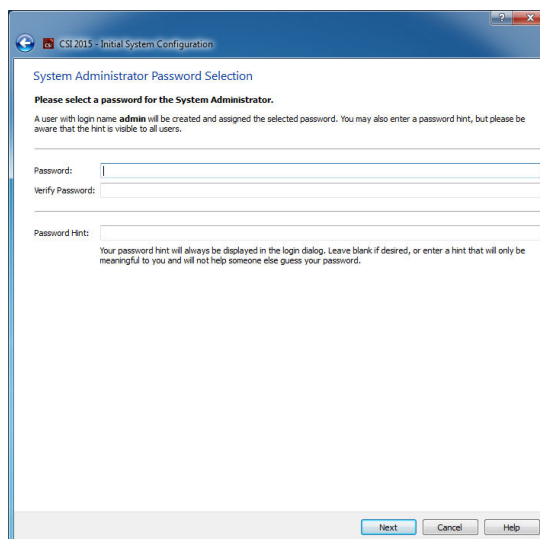 CSI 2015 - Initial System Configuration
System Administrator Password Selection
Please select a password for the System Administrator.
A user with login name admin will be created and assigned the selected password. You may also enter a password hint, but please be
aware that the hint is visible to all users.
Password:
Verify Password:
Password Hint:
Your password hint will always be displayed in the login dialog. Leave blank if desired, or enter a hint that will only be
meaningful to you and will not help someone else guess your password.
Next Cancel Help